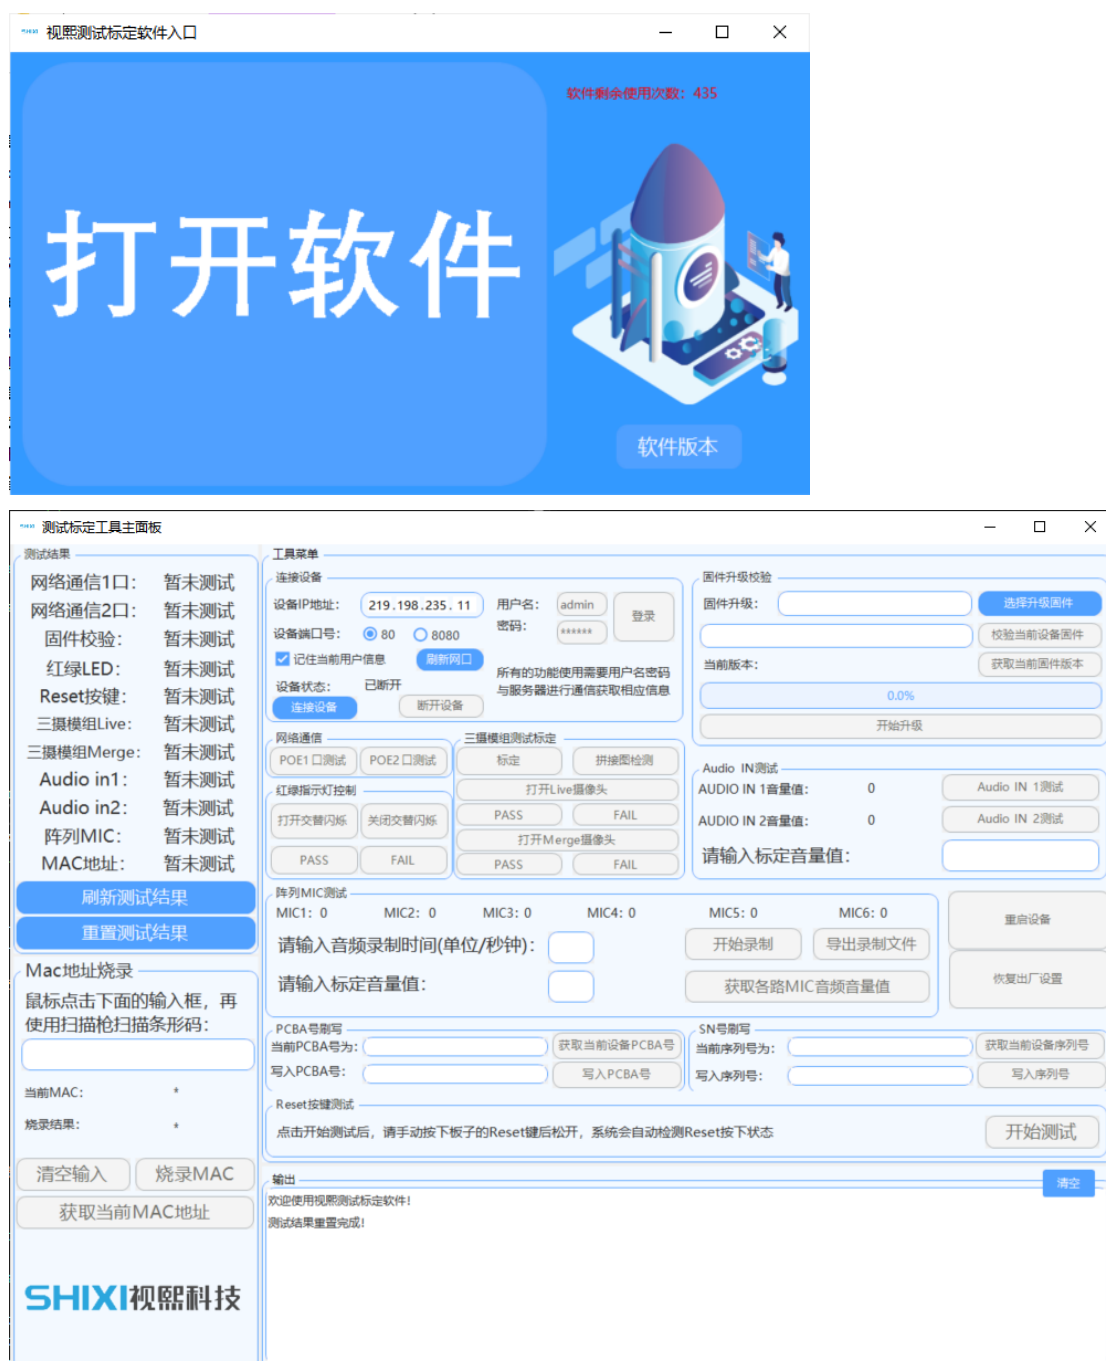 SHIXI 视熙测试标定软件入口
软件剩余使用次数：435
打开软件
软件版本
SHIXI 测试标定工具主面板
测试结果
网络通信1口： 暂未测试
网络通信2口： 暂未测试
固件校验： 暂未测试
红绿LED： 暂未测试
Reset按键： 暂未测试
三摄模组Live： 暂未测试
三摄模组Merge： 暂未测试
Audio in1： 暂未测试
Audio in2： 暂未测试
阵列MIC： 暂未测试
MAC地址： 暂未测试
刷新测试结果
重置测试结果
Mac地址烧录
鼠标点击下面的输入框，再
使用扫描枪扫描条形码：
当前MAC： *
烧录结果： *
清空输入 烧录MAC
获取当前MAC地址
SHIXI视熙科技
工具菜单
连接设备
设备IP地址： 219.198.235. 11 用户名： admin 登录
设备端口号： 80 8080 密码： ******
记住当前用户信息 刷新网口
设备状态： 已断开
连接设备 断开设备
所有的功能使用需要用户名密码
与服务器进行通信获取相应信息
固件升级校验
固件升级： 选择升级固件
校验当前设备固件
当前版本： 获取当前固件版本
0.0%
开始升级
网络通信
POE1口测试 POE2口测试
红绿指示灯控制
打开交替闪烁 关闭交替闪烁
PASS FAIL
三摄模组测试标定
标定 拼接图检测
打开Live摄像头
PASS FAIL
打开Merge摄像头
PASS FAIL
Audio IN测试
AUDIO IN 1音量值： 0 Audio IN 1测试
AUDIO IN 2音量值： 0 Audio IN 2测试
请输入标定音量值：
阵列MIC测试
MIC1: 0 MIC2: 0 MIC3: 0 MIC4: 0 MIC5: 0 MIC6: 0
请输入音频录制时间(单位/秒钟)： 开始录制 导出录制文件
请输入标定音量值： 获取各路MIC音频音量值
重启设备
恢复出厂设置
PCBA号刷写
当前PCBA号为： 获取当前设备PCBA号
写入PCBA号： 写入PCBA号
SN号刷写
当前序列号为： 获取当前设备序列号
写入序列号： 写入序列号
Reset按键测试
点击开始测试后，请手动按下板子的Reset键后松开，系统会自动检测Reset按下状态 开始测试
输出 清空
欢迎使用视熙测试标定软件!
测试结果重置完成!